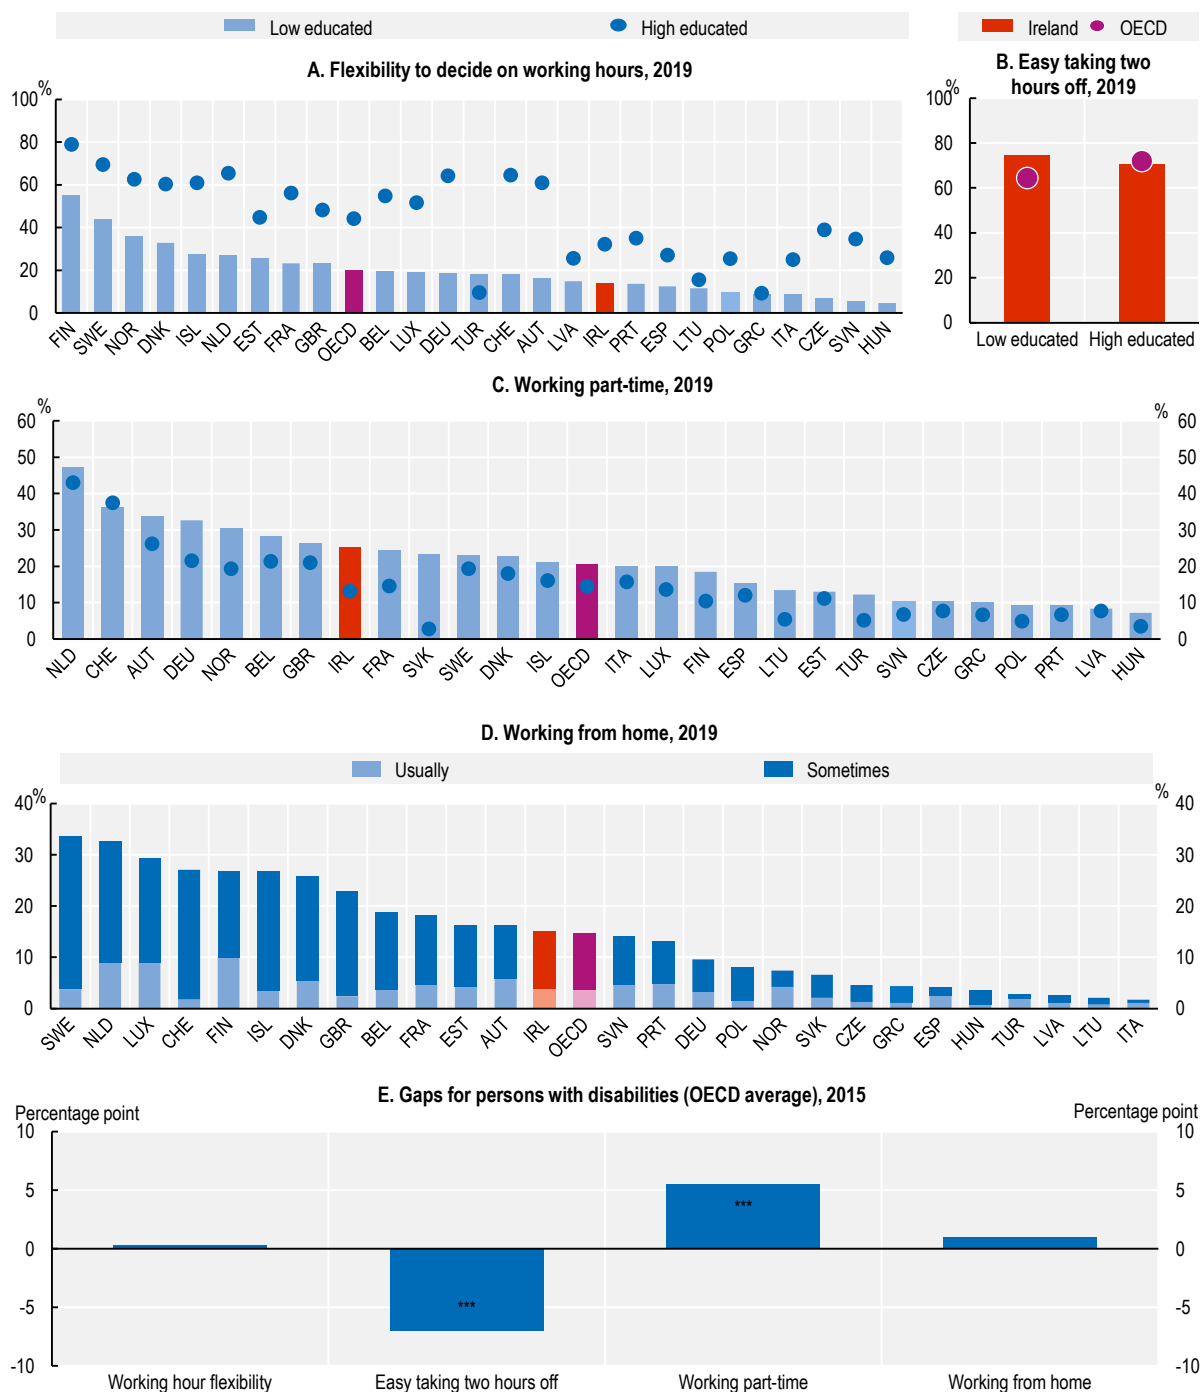 Low educated High educated
Ireland OECD
A. Flexibility to decide on working hours, 2019
%
100
80
60
40
20
0
FIN SWE NOR DNK ISL NLD EST FRA GBR OECD BEL LUX DEU TUR CHE AUT LVA IRL PRT ESP LTU POL GRC ITA CZE SVN HUN
B. Easy taking two
hours off, 2019
%
100
80
60
40
20
0
Low educated High educated
C. Working part-time, 2019
% %
60 60
50 50
40 40
30 30
20 20
10 10
0 0
NLD CHE AUT DEU NOR BEL GBR IRL FRA SVK SWE DNK ISL OECD ITA LUX FIN ESP LTU EST TUR SVN CZE GRC POL PRT LVA HUN
D. Working from home, 2019
Usually Sometimes
% %
40 40
30 30
20 20
10 10
0 0
SWE NLD LUX CHE FIN ISL DNK GBR BEL FRA EST AUT IRL OECD SVN PRT DEU POL NOR SVK CZE GRC ESP HUN TUR LVA LTU ITA
E. Gaps for persons with disabilities (OECD average), 2015
Percentage point Percentage point
10 10
5 5
***
0 0
-5 -5
***
-10 -10
Working hour flexibility Easy taking two hours off Working part-time Working from home